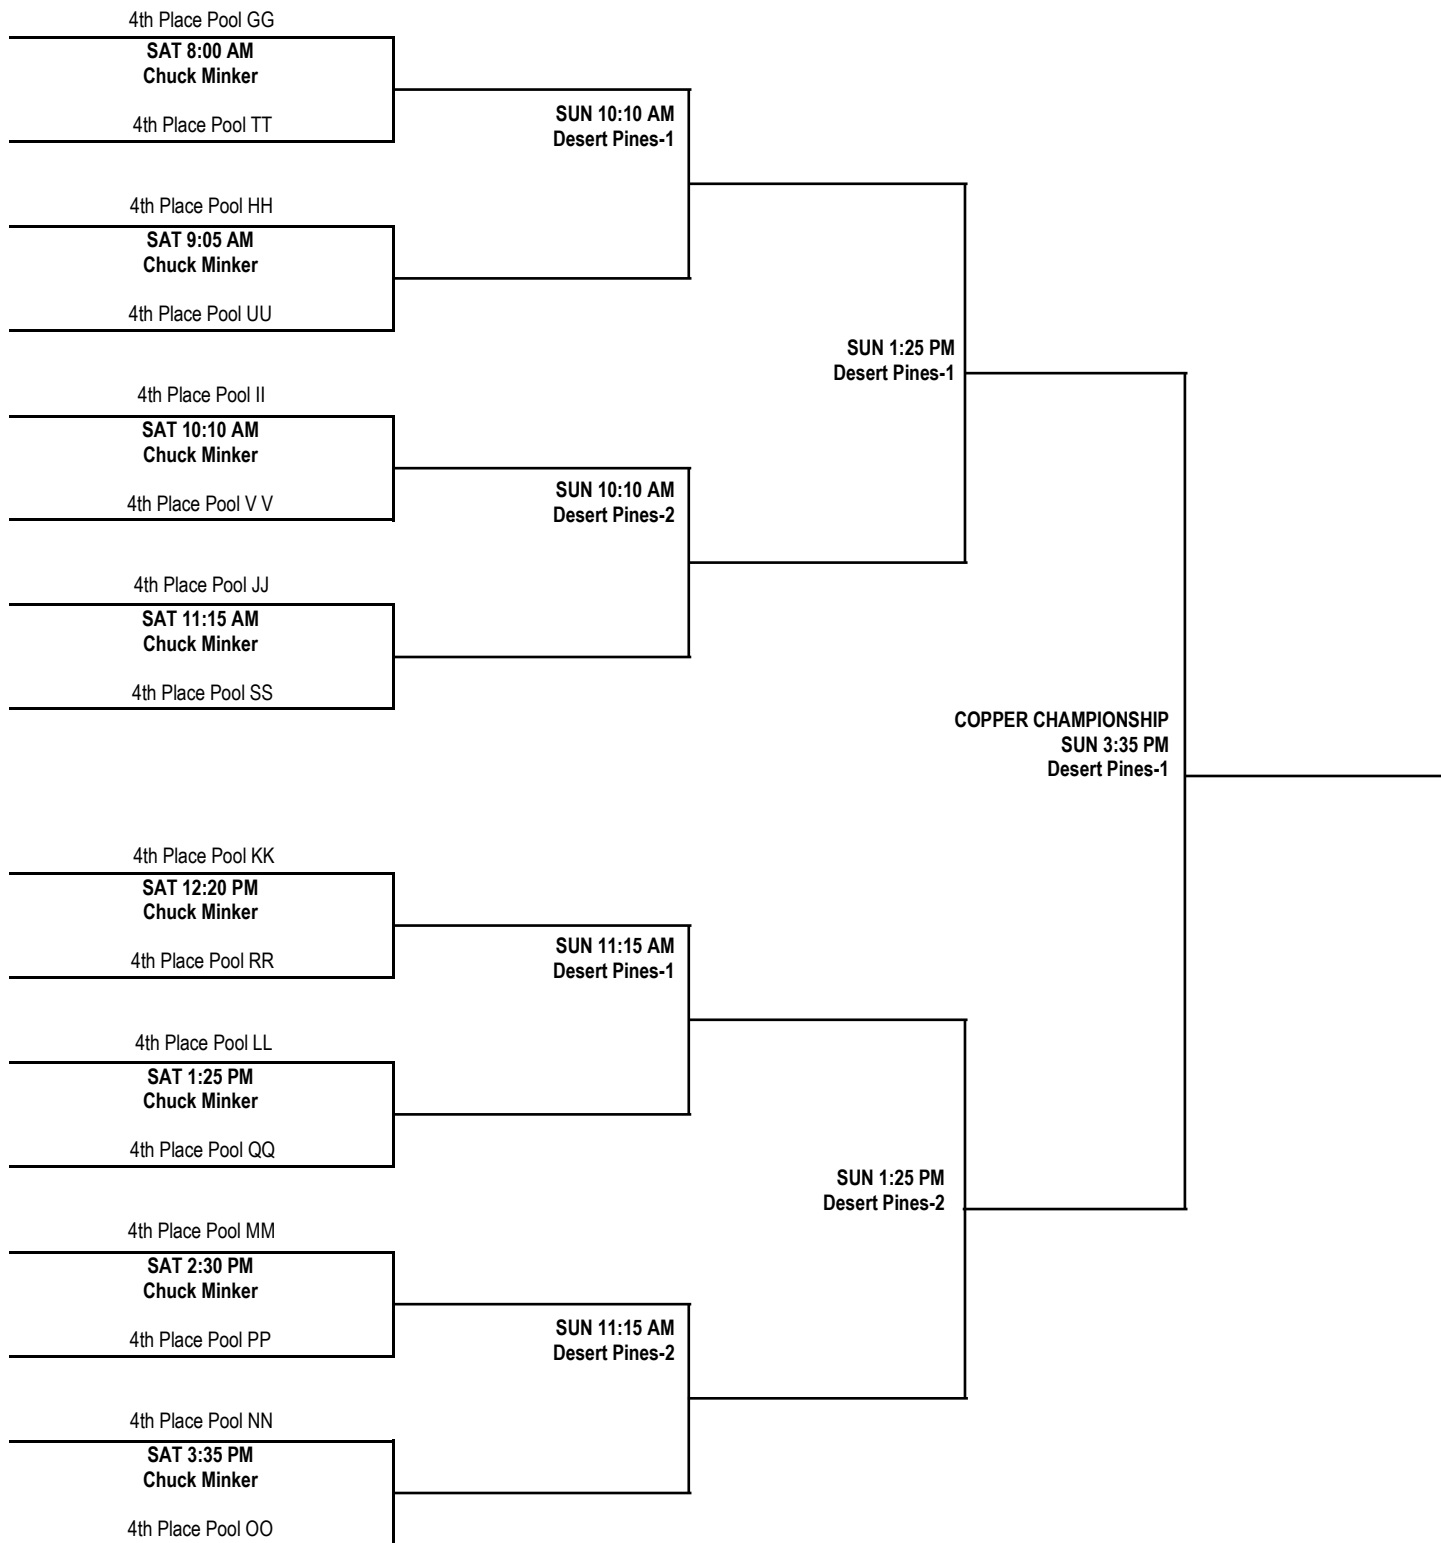 4th Place Pool GG
SAT 8:00 AM
Chuck Minker
4th Place Pool TT
SUN 10:10 AM
Desert Pines-1
4th Place Pool HH
SAT 9:05 AM
Chuck Minker
4th Place Pool UU
SUN 1:25 PM
Desert Pines-1
4th Place Pool II
SAT 10:10 AM
Chuck Minker
4th Place Pool V V
SUN 10:10 AM
Desert Pines-2
4th Place Pool JJ
SAT 11:15 AM
Chuck Minker
4th Place Pool SS
COPPER CHAMPIONSHIP
SUN 3:35 PM
Desert Pines-1
4th Place Pool KK
SAT 12:20 PM
Chuck Minker
4th Place Pool RR
SUN 11:15 AM
Desert Pines-1
4th Place Pool LL
SAT 1:25 PM
Chuck Minker
4th Place Pool QQ
SUN 1:25 PM
Desert Pines-2
4th Place Pool MM
SAT 2:30 PM
Chuck Minker
4th Place Pool PP
SUN 11:15 AM
Desert Pines-2
4th Place Pool NN
SAT 3:35 PM
Chuck Minker
4th Place Pool OO